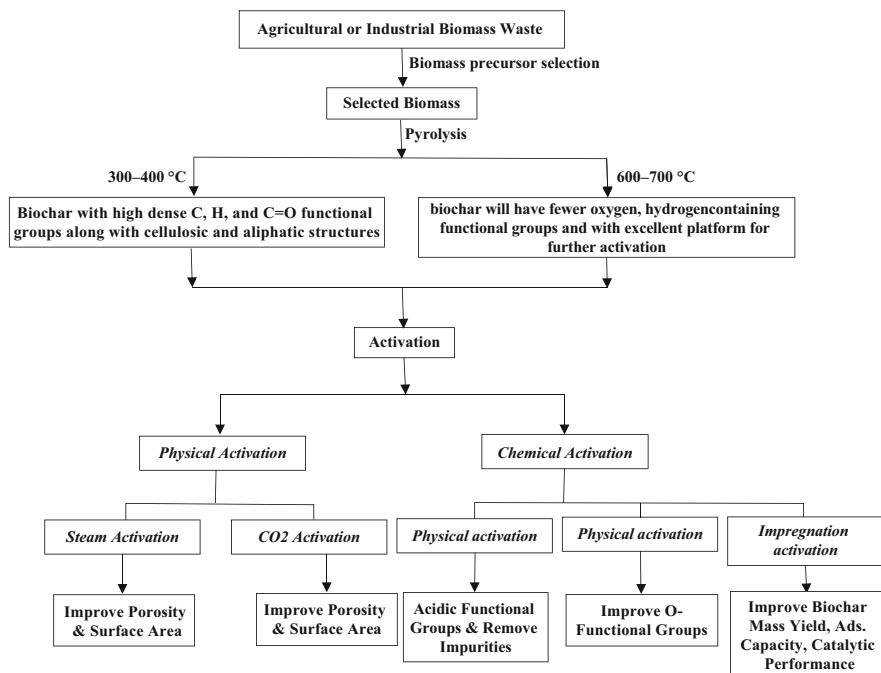 Agricultural or Industrial Biomass Waste
Biomass precursor selection
Selected Biomass
Pyrolysis
300–400 °C
600–700 °C
Biochar with high dense C, H, and C=O functional
groups along with cellulosic and aliphatic structures
biochar will have fewer oxygen, hydrogencontaining
functional groups and with excellent platform for
further activation
Activation
Physical Activation
Chemical Activation
Steam Activation
CO2 Activation
Physical activation
Physical activation
Impregnation
activation
Improve Porosity
& Surface Area
Improve Porosity
& Surface Area
Acidic Functional
Groups & Remove
Impurities
Improve O-
Functional Groups
Improve Biochar
Mass Yield, Ads.
Capacity, Catalytic
Performance